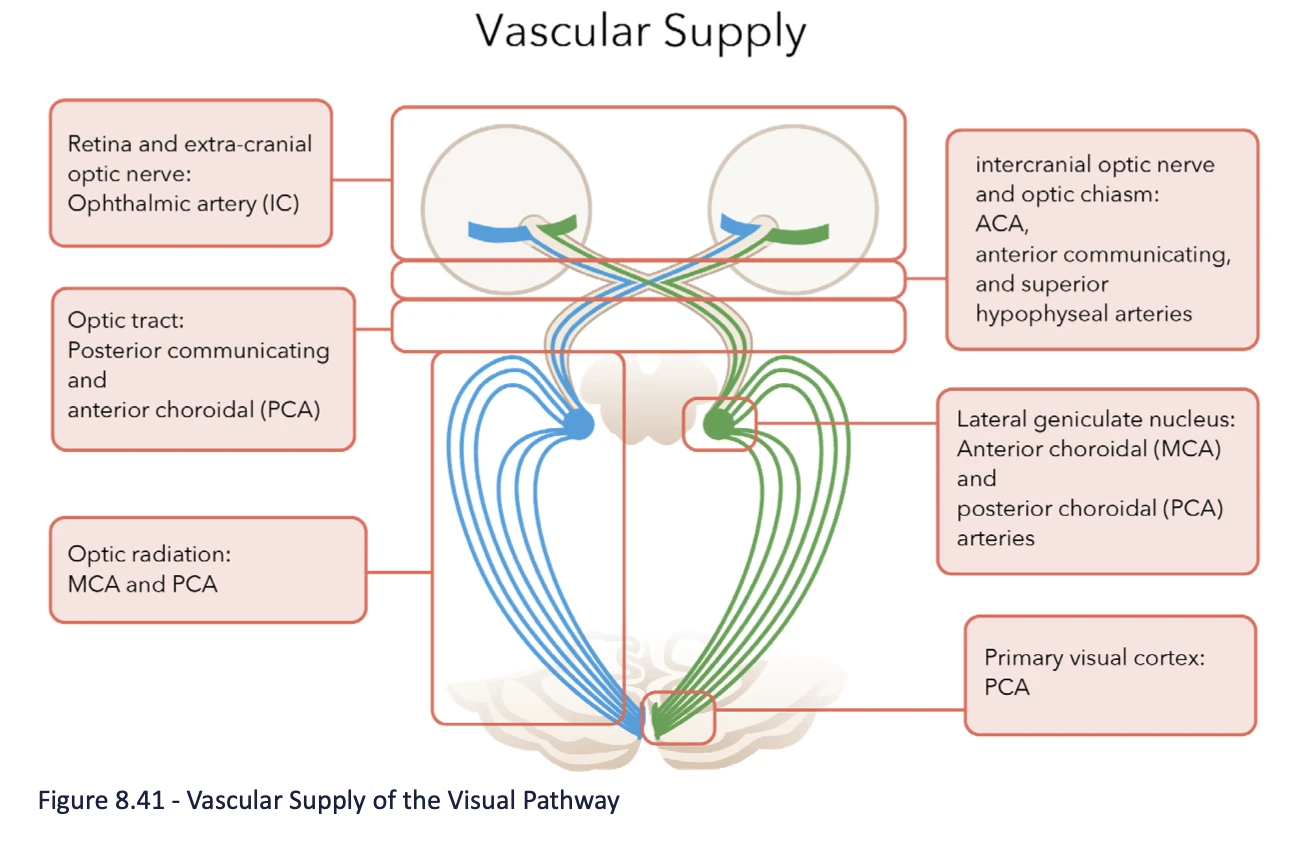 Vascular Supply
Retina and extra-cranial
optic nerve:
Ophthalmic artery (IC)
intercranial optic nerve
and optic chiasm:
ACA,
anterior communicating,
and superior
hypophyseal arteries
Optic tract:
Posterior communicating
and
anterior choroidal (PCA)
Lateral geniculate nucleus:
Anterior choroidal (MCA)
and
posterior choroidal (PCA)
arteries
Optic radiation:
MCA and PCA
Primary visual cortex:
PCA
Figure 8.41 - Vascular Supply of the Visual Pathway